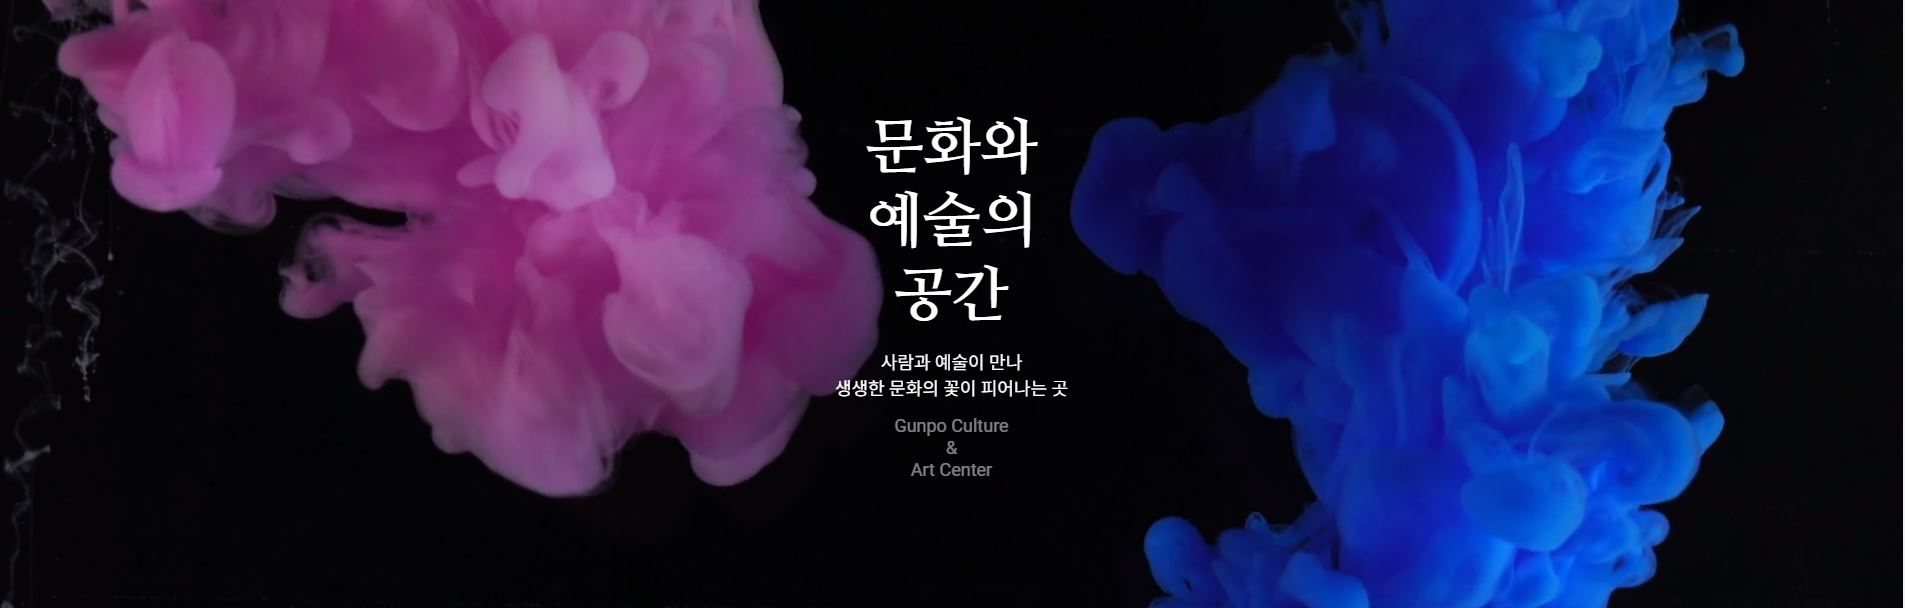 문화와
예술의
공간
사람과 예술이 만나
생생한 문화의 꽃이 피어나는 곳
Gunpo Culture
&
Art Center